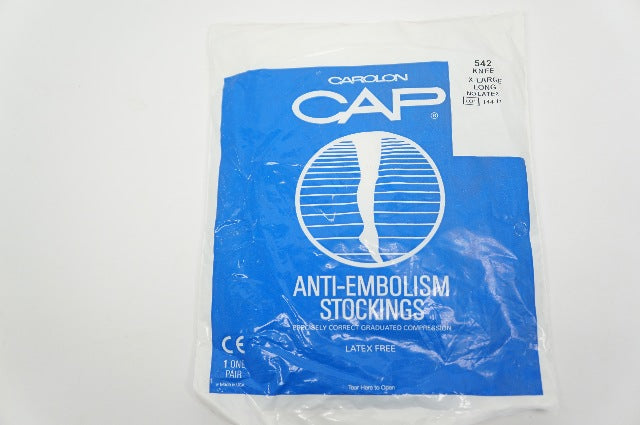 542
KNEE
X-LARGE
LONG
NO LATEX
LOT
CAROLON
CAP®
ANTI-EMBOLISM
STOCKINGS
PRECISELY CORRECT GRADUATED COMPRESSION
LATEX FREE
CE
1 ONE
PAIR
Tear Here to Open